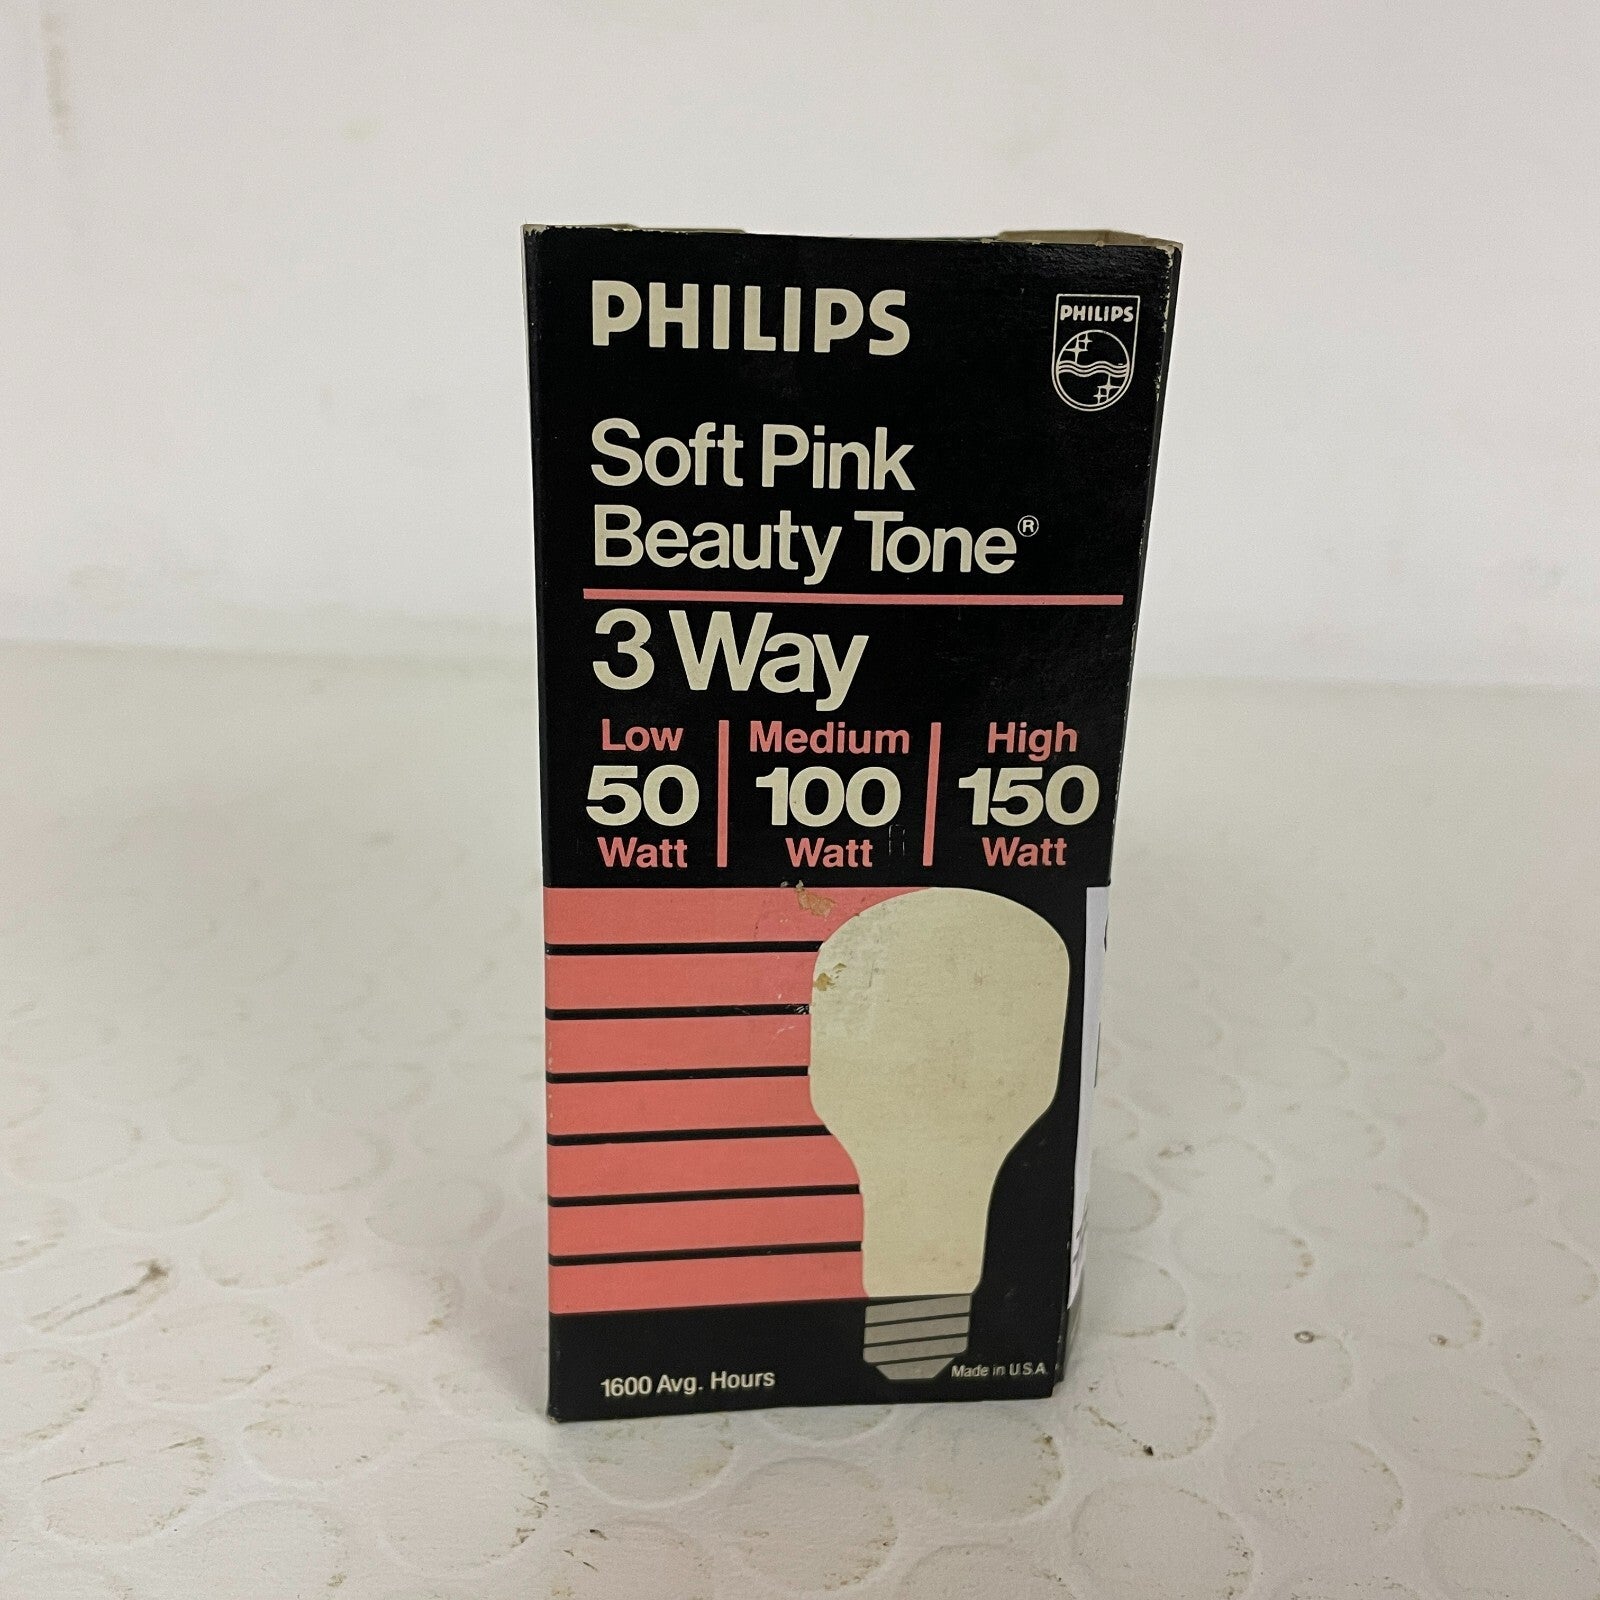 PHILIPS
PHILIPS
Soft Pink
Beauty Tone®
3 Way
Low Medium High
50 100 150
Watt Watt Watt
1600 Avg. Hours
Made in U.S.A.